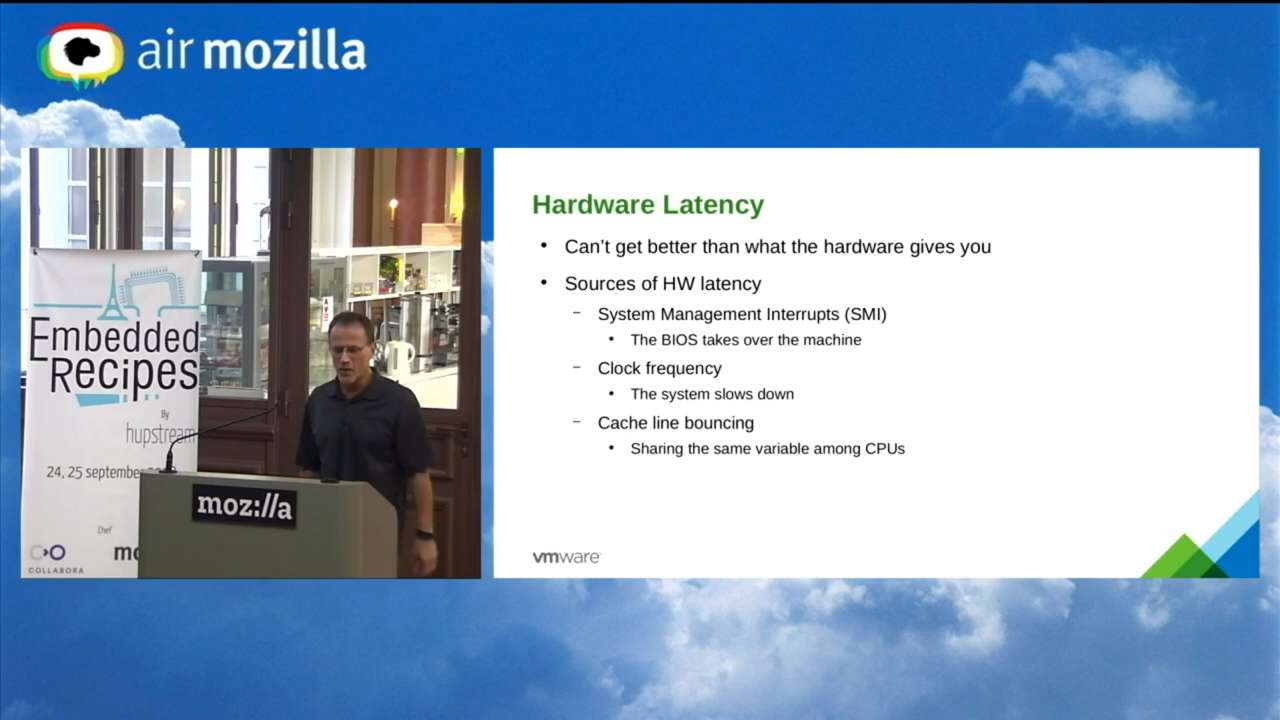 air mozilla
Embedded
Recipes
By
hupstream
24, 25 september
Chef
COLLABORA
moz://a
Hardware Latency
• Can’t get better than what the hardware gives you
• Sources of HW latency
– System Management Interrupts (SMI)
• The BIOS takes over the machine
– Clock frequency
• The system slows down
– Cache line bouncing
• Sharing the same variable among CPUs
vmware